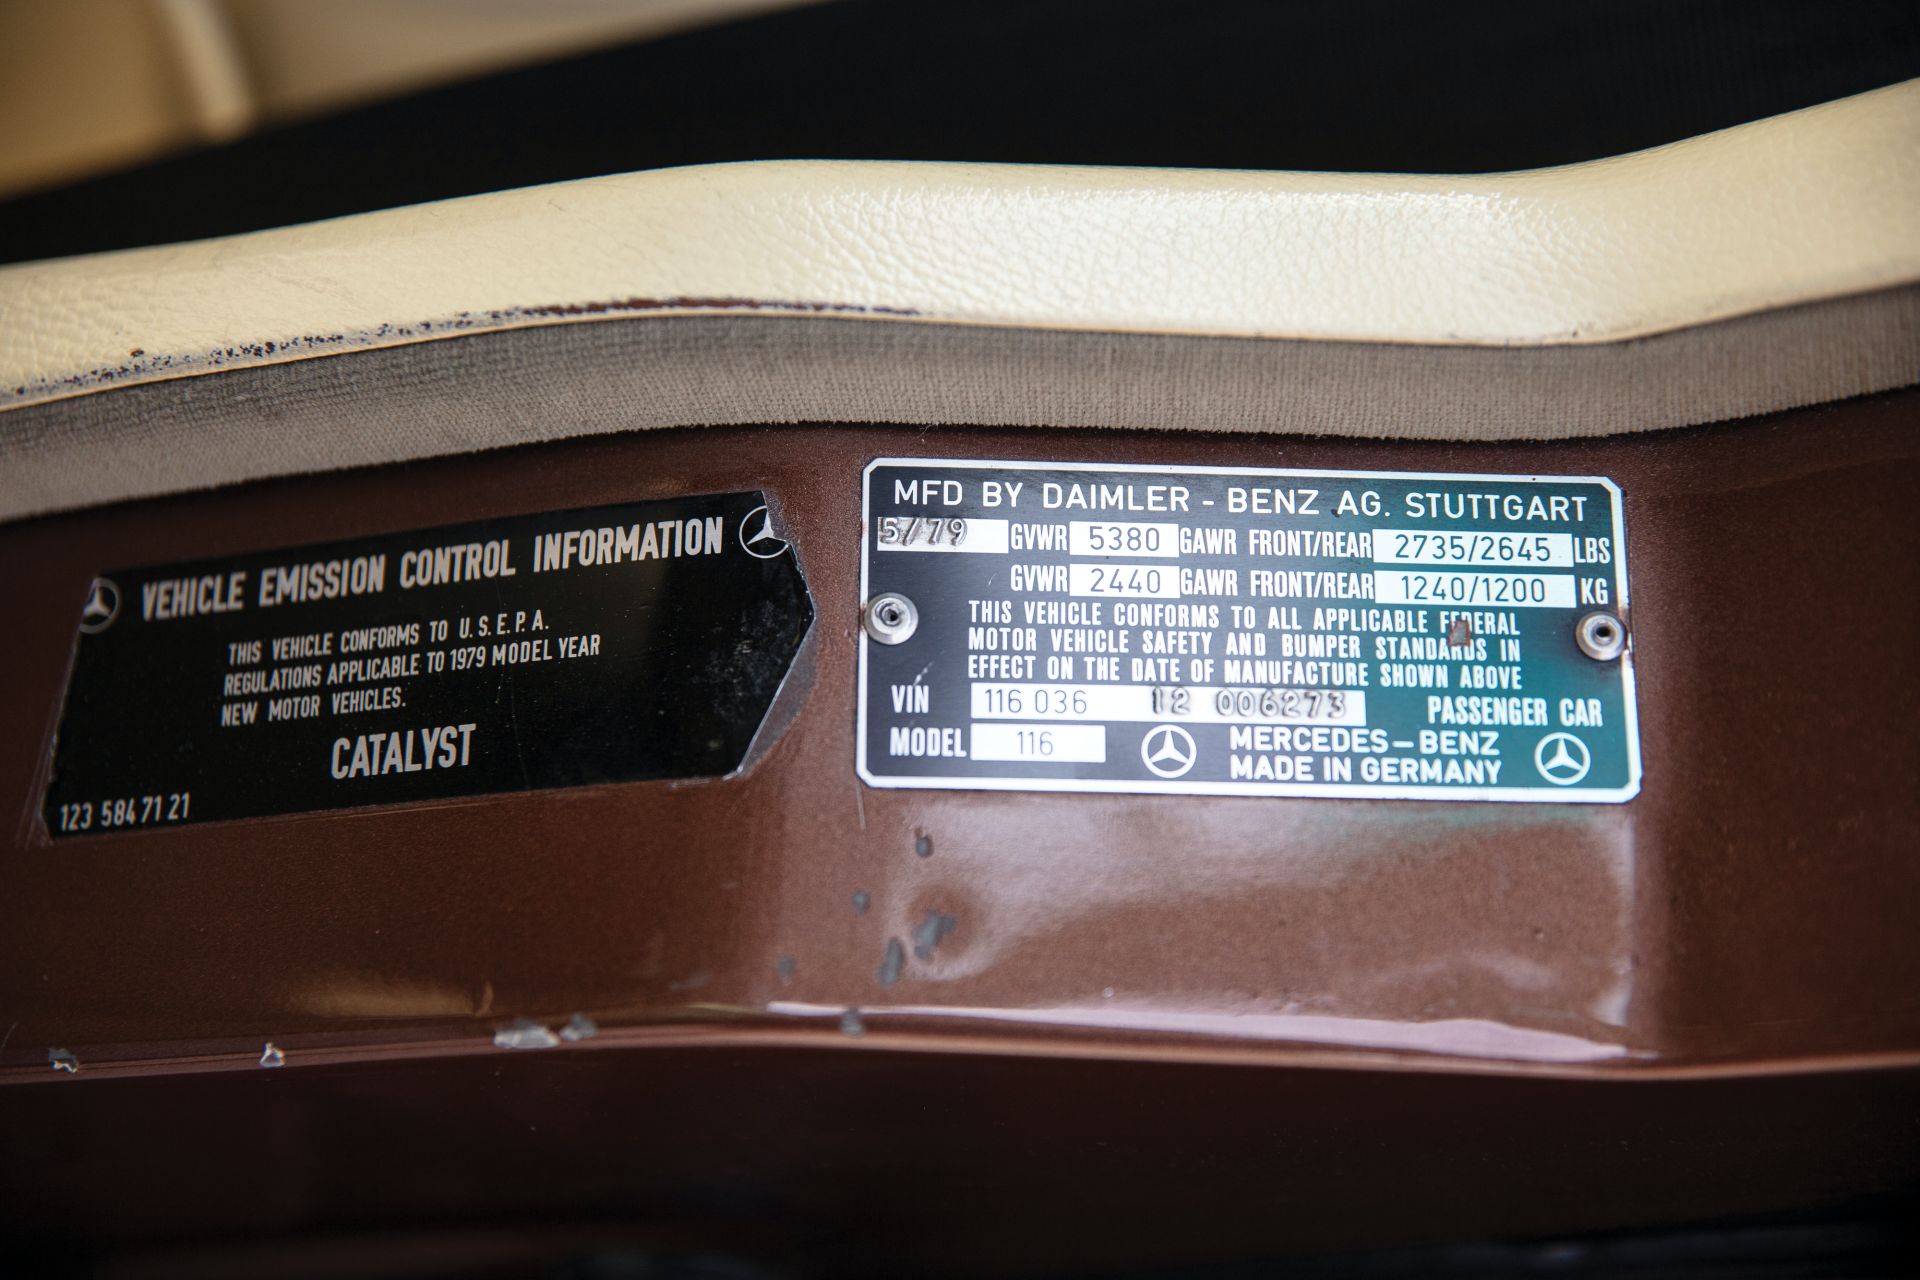 VEHICLE EMISSION CONTROL INFORMATION
THIS VEHICLE CONFORMS TO U.S.E.P.A.
REGULATIONS APPLICABLE TO 1979 MODEL YEAR
NEW MOTOR VEHICLES.
CATALYST
123 584 71 21
MFD BY DAIMLER - BENZ AG. STUTTGART
5/79 GVWR 5380 GAWR FRONT/REAR 2735/2645 LBS
GVWR 2440 GAWR FRONT/REAR 1240/1200 KG
THIS VEHICLE CONFORMS TO ALL APPLICABLE FEDERAL
MOTOR VEHICLE SAFETY AND BUMPER STANDARDS IN
EFFECT ON THE DATE OF MANUFACTURE SHOWN ABOVE
VIN 116 036 12 006273 PASSENGER CAR
MODEL 116 MERCEDES-BENZ
MADE IN GERMANY